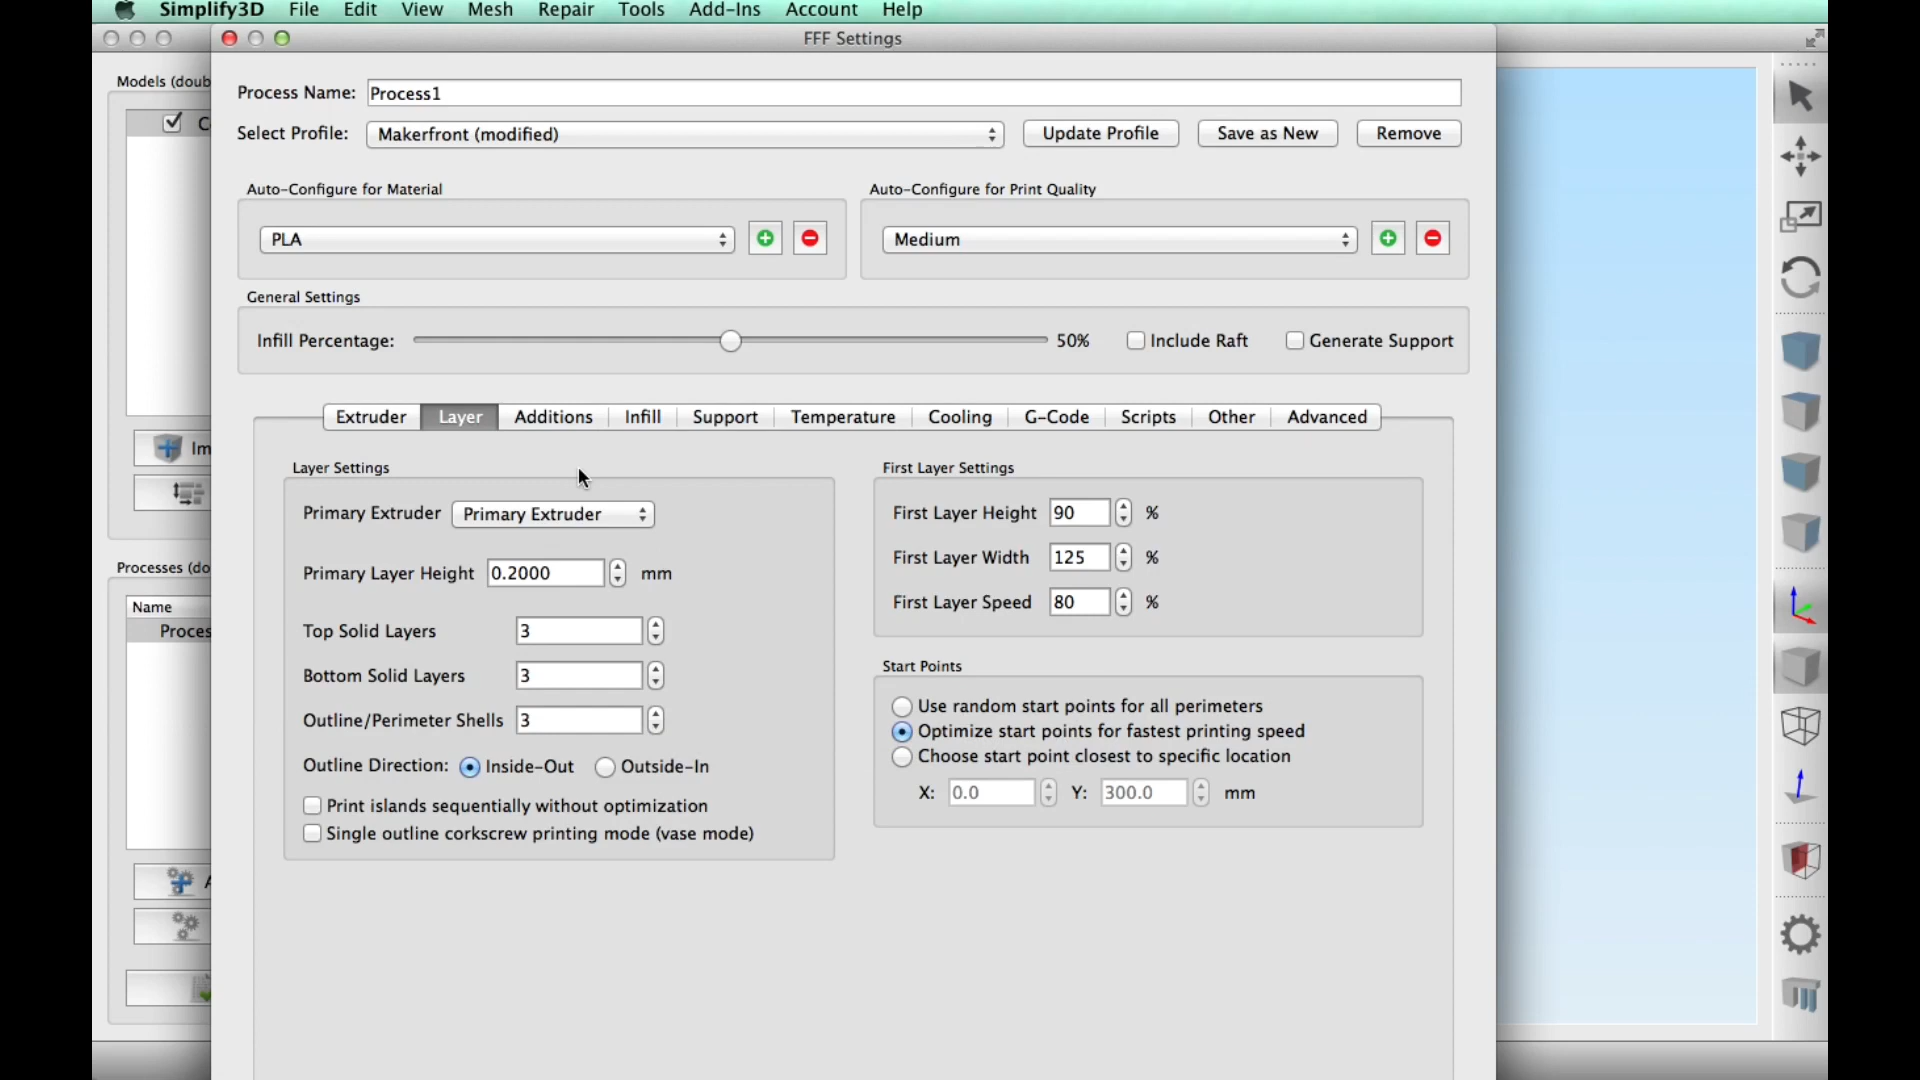 Simplify3D File Edit View Mesh Repair Tools Add-Ins Account Help
FFF Settings
Models (doub
Process Name: Process1
Select Profile: Makerfront (modified) Update Profile Save as New Remove
Auto-Configure for Material Auto-Configure for Print Quality
PLA Medium
General Settings
Infill Percentage: 50% Include Raft Generate Support
Extruder Layer Additions Infill Support Temperature Cooling G-Code Scripts Other Advanced
Im
Layer Settings
Primary Extruder Primary Extruder
Primary Layer Height 0.2000 mm
Top Solid Layers 3
Bottom Solid Layers 3
Outline/Perimeter Shells 3
Outline Direction: Inside-Out Outside-In
Print islands sequentially without optimization
Single outline corkscrew printing mode (vase mode)
First Layer Settings
First Layer Height 90 %
First Layer Width 125 %
First Layer Speed 80 %
Start Points
Use random start points for all perimeters
Optimize start points for fastest printing speed
Choose start point closest to specific location
X: 0.0 Y: 300.0 mm
Processes (do
Name
Proces